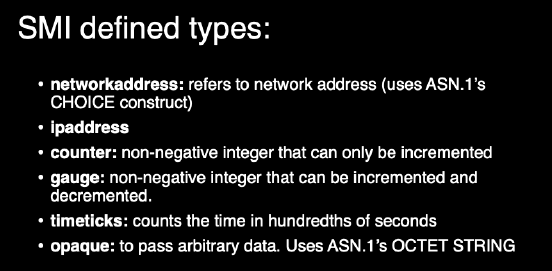 SMI defined types:
• networkaddress: refers to network address (uses ASN.1's
CHOICE construct)
• ipaddress
• counter: non-negative integer that can only be incremented
• gauge: non-negative integer that can be incremented and
decremented.
• timeticks: counts the time in hundredths of seconds
• opaque: to pass arbitrary data. Uses ASN.1's OCTET STRING